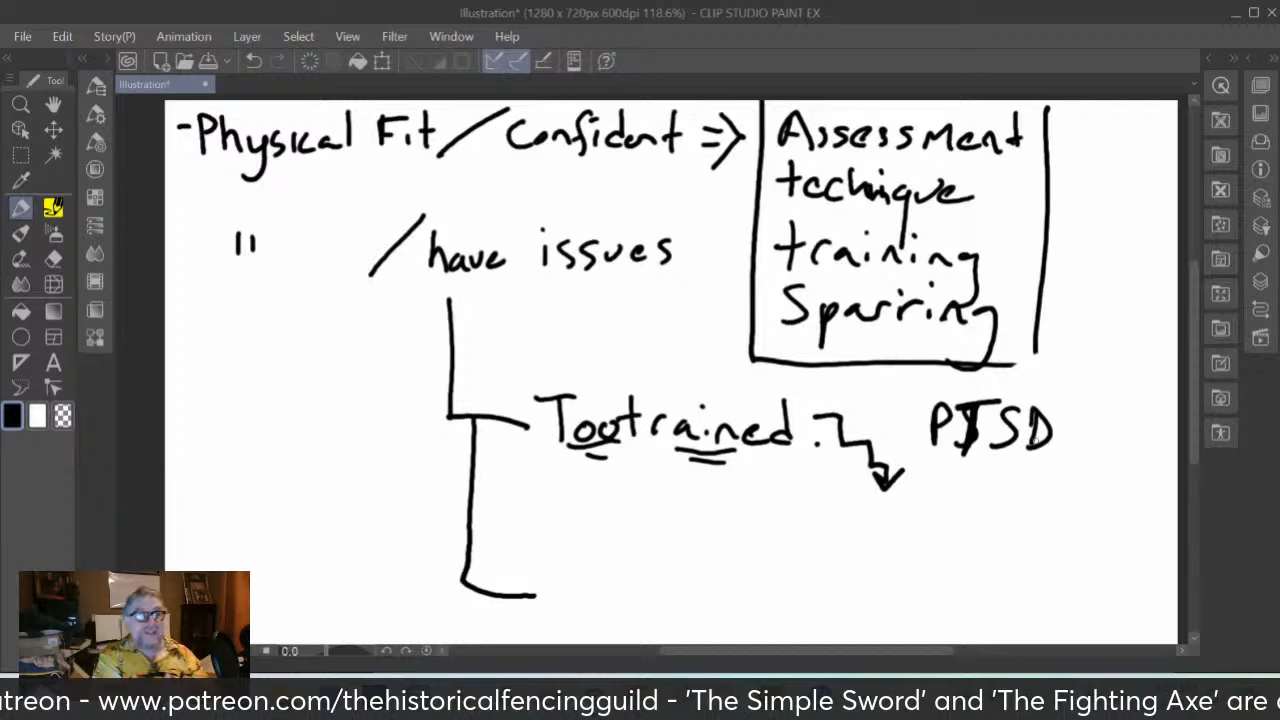 Illustration* (1280 x 720px 600dpi 118.6%) - CLIP STUDIO PAINT EX
File Edit Story(P) Animation Layer Select View Filter Window Help
Tool
Illustration*
-Physical Fit / Confident => Assessment
technique
" / have issues
training
Sparring
Too trained. PTSD
0.0
atreon - www.patreon.com/thehistoricalfencingguild - 'The Simple Sword' and 'The Fighting Axe' are